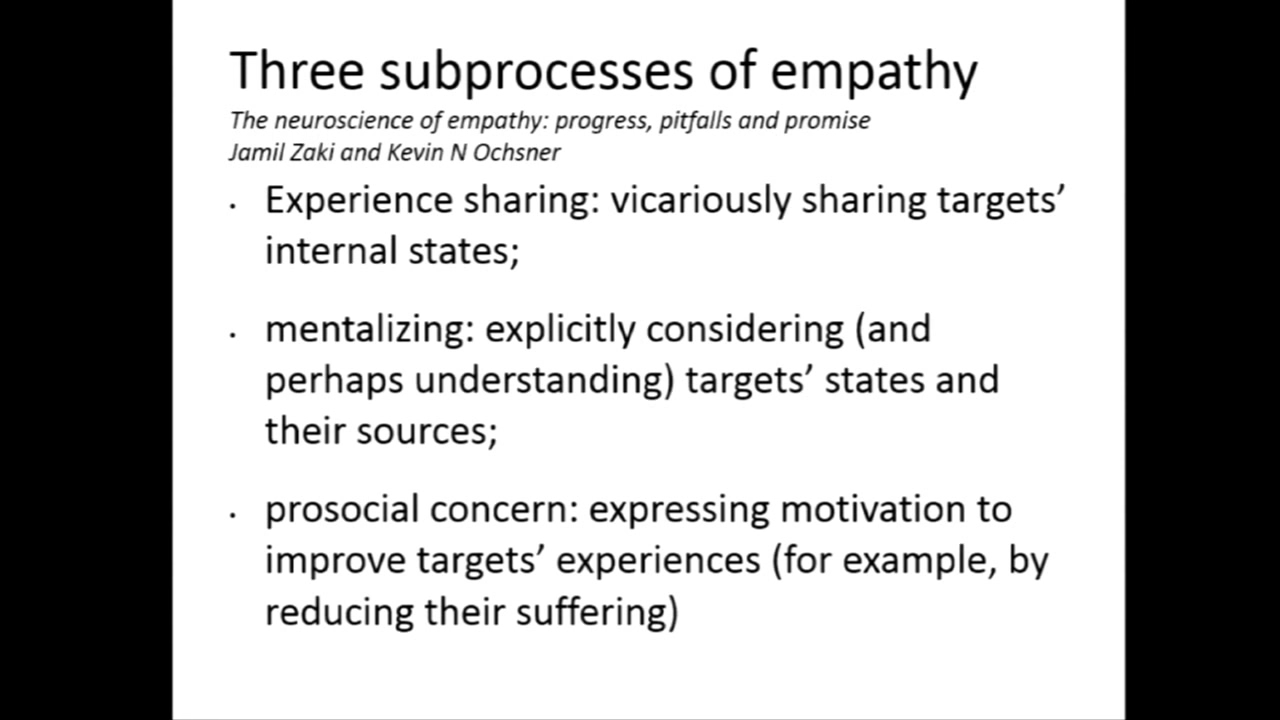 Three subprocesses of empathy
The neuroscience of empathy: progress, pitfalls and promise
Jamil Zaki and Kevin N Ochsner
• Experience sharing: vicariously sharing targets’
internal states;
• mentalizing: explicitly considering (and
perhaps understanding) targets’ states and
their sources;
• prosocial concern: expressing motivation to
improve targets’ experiences (for example, by
reducing their suffering)